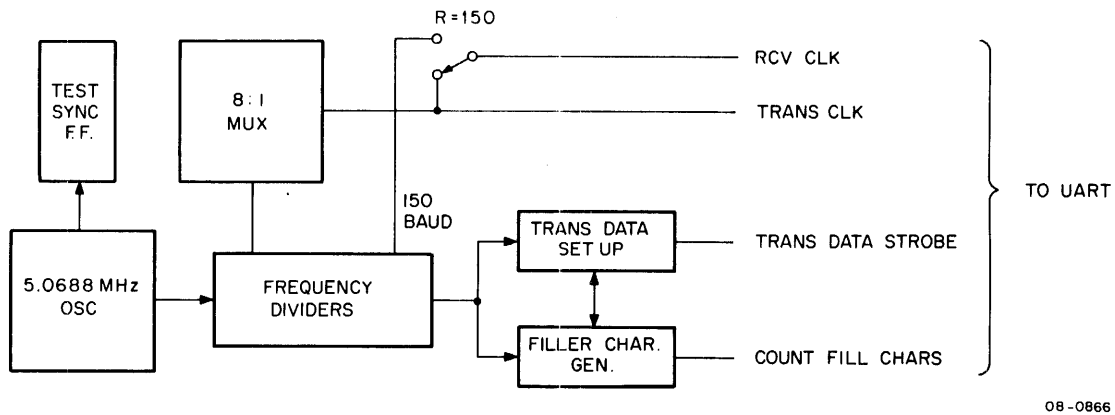 R=150
TEST
SYNC
F.F.
8:1
MUX
RCV CLK
TRANS CLK
150
BAUD
TO UART
5.0688 MHz
OSC
FREQUENCY
DIVIDERS
TRANS DATA
SET UP
TRANS DATA STROBE
FILLER CHAR.
GEN.
COUNT FILL CHARS
08-0866